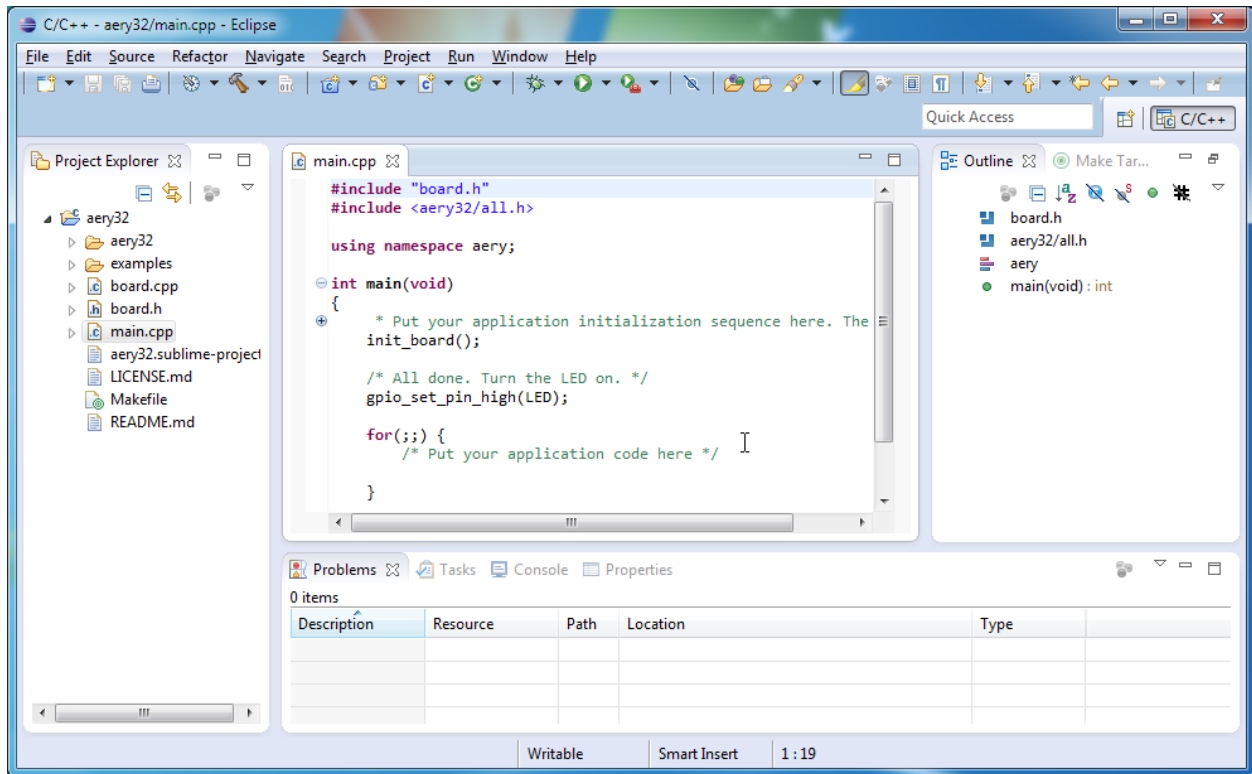 C/C++ - aery32/main.cpp - Eclipse
File Edit Source Refactor Navigate Search Project Run Window Help
Quick Access
C/C++
Project Explorer
aery32
aery32
examples
board.cpp
board.h
main.cpp
aery32.sublime-project
LICENSE.md
Makefile
README.md
main.cpp
#include "board.h"
#include <aery32/all.h>
using namespace aery;
int main(void)
{
* Put your application initialization sequence here. The
init_board();
/* All done. Turn the LED on. */
gpio_set_pin_high(LED);
for(;;) {
/* Put your application code here */
}
Outline Make Tar...
board.h
aery32/all.h
aery
main(void) : int
Problems Tasks Console Properties
0 items
Description Resource Path Location Type
Writable Smart Insert 1 : 19